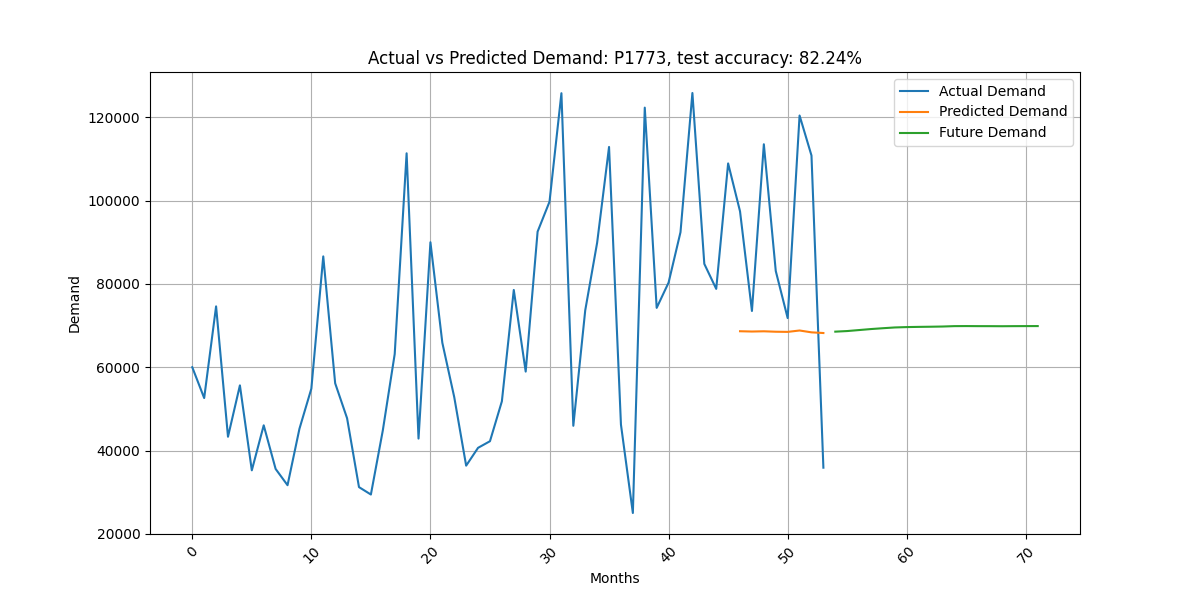 Actual vs Predicted Demand: P1773, test accuracy: 82.24%
Actual Demand
Predicted Demand
Future Demand
Demand
120000
100000
80000
60000
40000
20000
0
10
20
30
40
50
60
70
Months